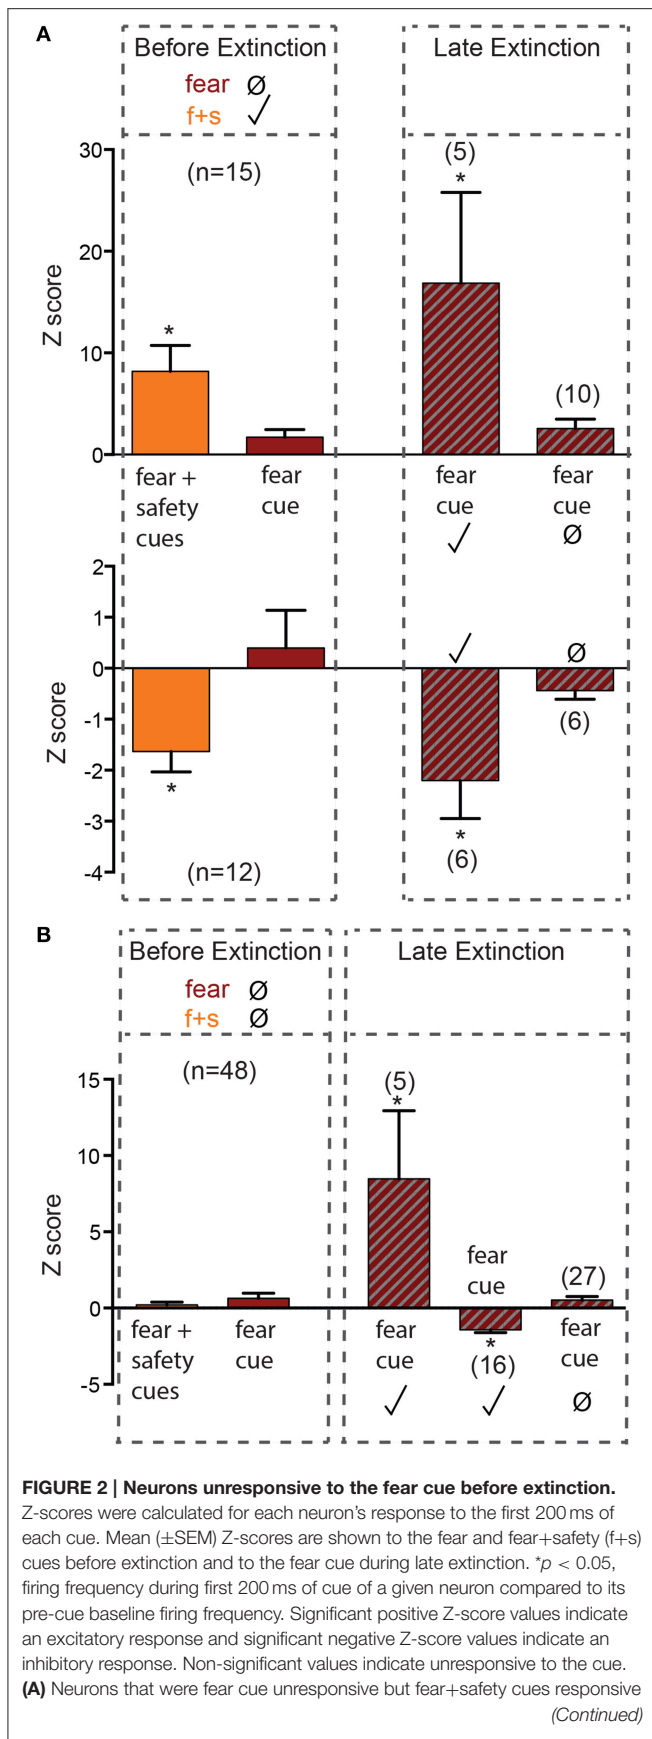 A
Before Extinction
Late Extinction
fear Ø
f+s ✓
(n=15)
(5)
*
30
20
10
0
Z score
*
(10)
fear +
safety
cues
fear
cue
fear
cue
✓
fear
cue
Ø
2
1
0
-1
-2
-3
-4
Z score
*
(n=12)
✓
Ø
(6)
*
(6)
B
Before Extinction
Late Extinction
fear Ø
f+s Ø
(n=48)
(5)
*
15
10
5
0
-5
Z score
fear +
safety
cues
fear
cue
fear
cue
✓
fear
cue
*
(16)
✓
(27)
fear
cue
Ø
FIGURE 2 | Neurons unresponsive to the fear cue before extinction.
Z-scores were calculated for each neuron's response to the first 200 ms of
each cue. Mean (±SEM) Z-scores are shown to the fear and fear+safety (f+s)
cues before extinction and to the fear cue during late extinction. *p < 0.05,
firing frequency during first 200 ms of cue of a given neuron compared to its
pre-cue baseline firing frequency. Significant positive Z-score values indicate
an excitatory response and significant negative Z-score values indicate an
inhibitory response. Non-significant values indicate unresponsive to the cue.
(A) Neurons that were fear cue unresponsive but fear+safety cues responsive
(Continued)